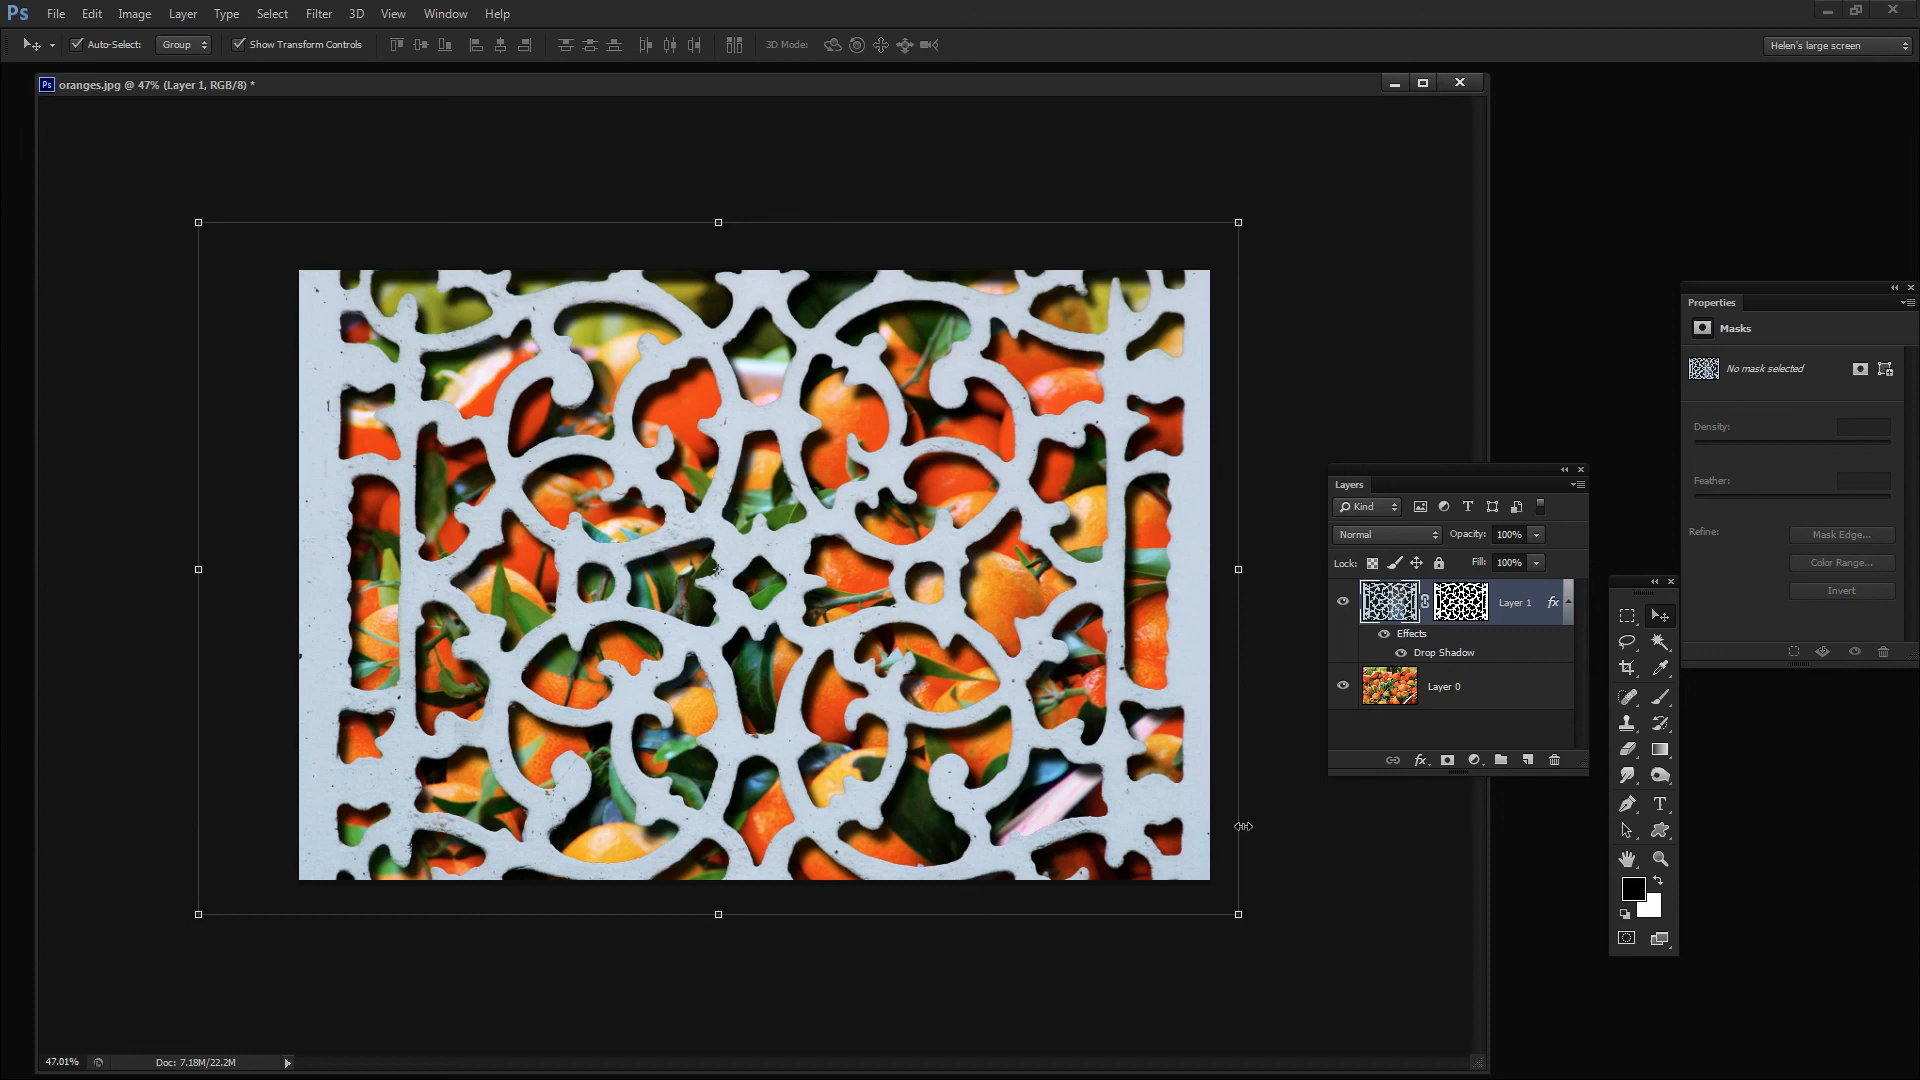 Ps File Edit Image Layer Type Select Filter 3D View Window Help
Auto-Select: Group Show Transform Controls 3D Mode: Helen's large screen
Ps oranges.jpg @ 47% (Layer 1, RGB/8) *
Properties
Masks
No mask selected
Density:
Feather:
Refine: Mask Edge...
Color Range...
Invert
Layers
Kind
Normal Opacity: 100%
Lock: Fill: 100%
Layer 1 fx
Effects
Drop Shadow
Layer 0
fx
47.01% Doc: 7.18M/22.2M